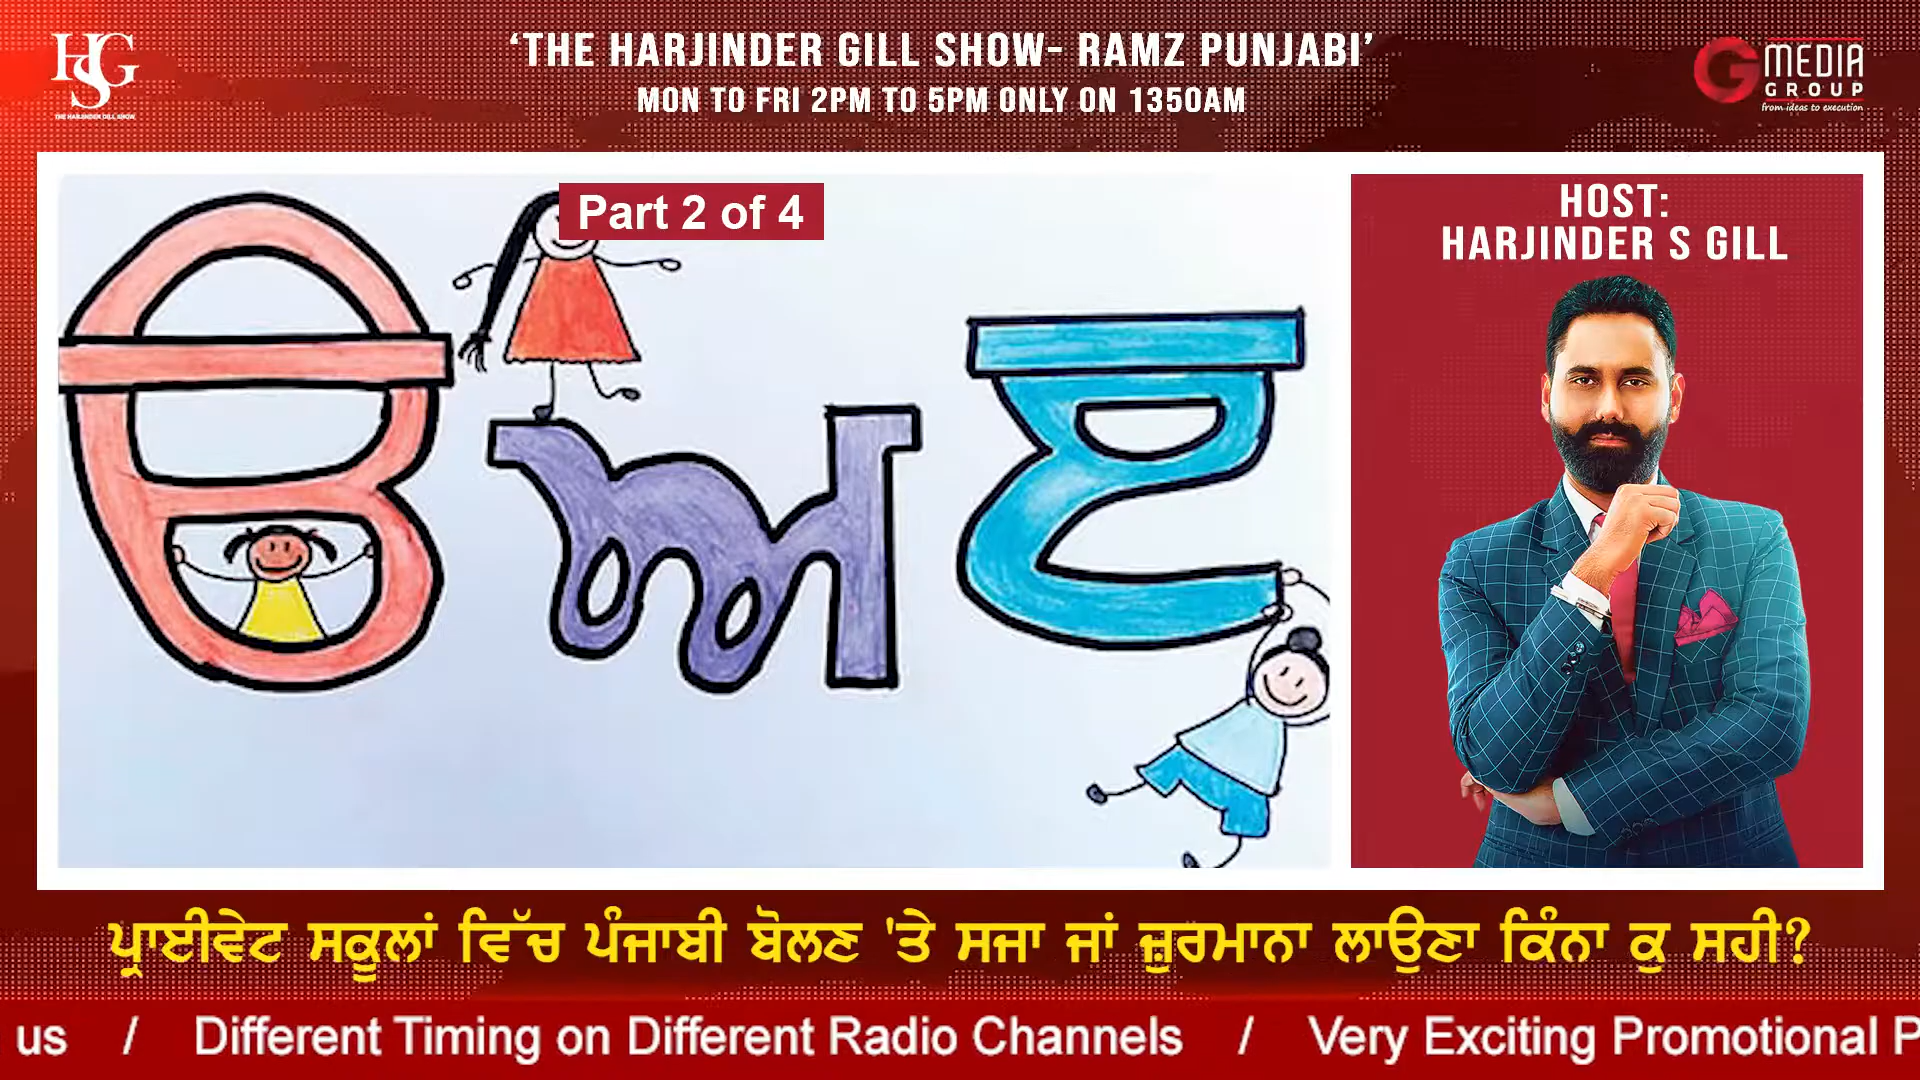 HSG
THE HARJINDER GILL SHOW
‘THE HARJINDER GILL SHOW- RAMZ PUNJABI’
MON TO FRI 2PM TO 5PM ONLY ON 1350AM
G MEDIA
GROUP
from ideas to execution
Part 2 of 4
ੳ ਅ ੲ
HOST:
HARJINDER S GILL
ਪ੍ਰਾਈਵੇਟ ਸਕੂਲਾਂ ਵਿੱਚ ਪੰਜਾਬੀ ਬੋਲਣ 'ਤੇ ਸਜਾ ਜਾਂ ਜ਼ੁਰਮਾਨਾ ਲਾਉਣਾ ਕਿੰਨਾ ਕੁ ਸਹੀ?
us / Different Timing on Different Radio Channels / Very Exciting Promotional P